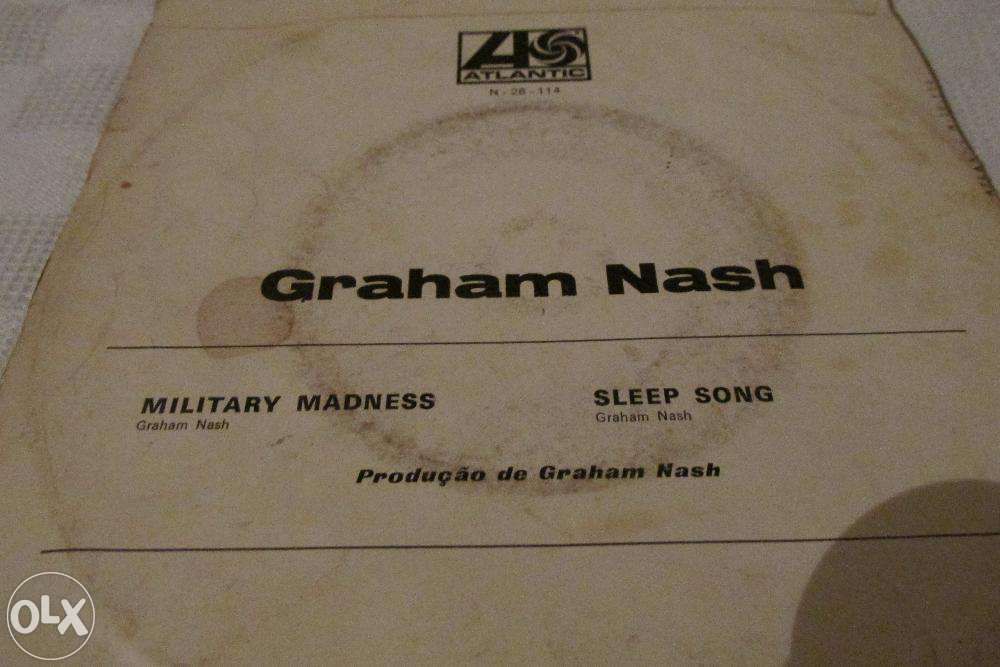 ATLANTIC
N - 28 - 114
Graham Nash
MILITARY MADNESS
Graham Nash
SLEEP SONG
Graham Nash
Produção de Graham Nash
OLX